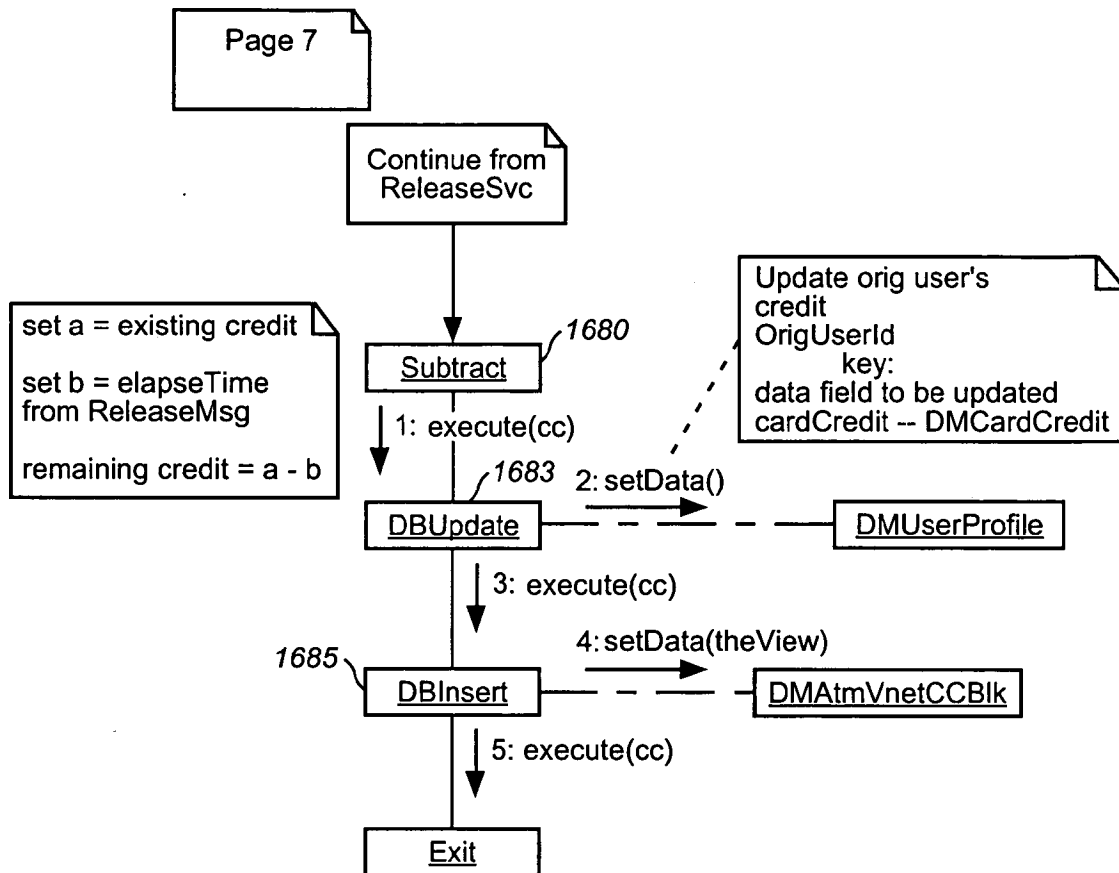 Page 7
Continue from
ReleaseSvc
Update orig user's
credit
OrigUserId
key:
data field to be updated
cardCredit -- DMCardCredit
set a = existing credit
set b = elapseTime
from ReleaseMsg
remaining credit = a - b
1680
Subtract
1: execute(cc)
1683
2: setData()
DBUpdate
DMUserProfile
3: execute(cc)
4: setData(theView)
1685
DBInsert
DMAtmVnetCCBlk
5: execute(cc)
Exit